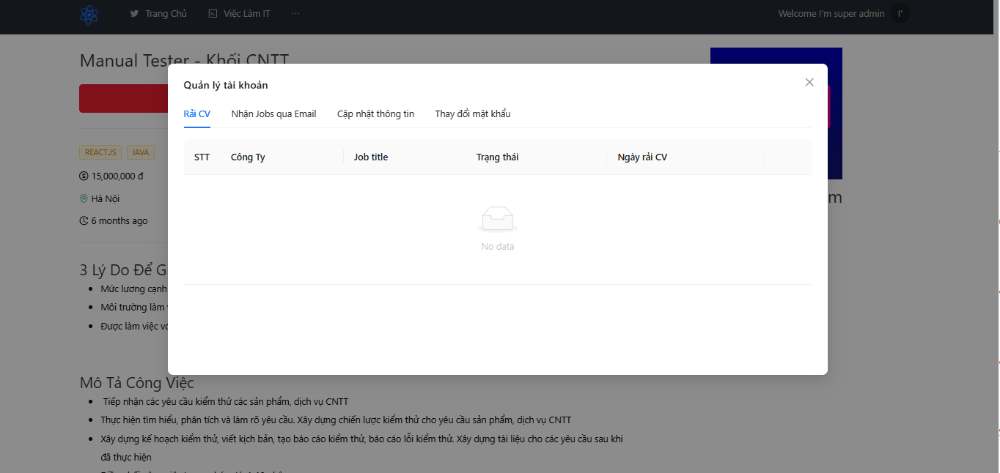 Trang Chủ
Việc Làm IT
...
Welcome I'm super admin
I'
Manual Tester - Khối CNTT
Quản lý tài khoản
Rải CV
Nhận Jobs qua Email
Cập nhật thông tin
Thay đổi mật khẩu
STT
Công Ty
Job title
Trạng thái
Ngày rải CV
No data
REACT.JS
JAVA
15,000,000 đ
Hà Nội
6 months ago
3 Lý Do Để G
Mức lương cạnh
Môi trường làm
Được làm việc
m
Mô Tả Công Việc
Tiếp nhận các yêu cầu kiểm thử các sản phẩm, dịch vụ CNTT
Thực hiện tìm hiểu, phân tích và làm rõ yêu cầu. Xây dựng chiến lược kiểm thử cho yêu cầu sản phẩm, dịch vụ CNTT
Xây dựng kế hoạch kiểm thử, viết kịch bản, tạo báo cáo kiểm thử, báo cáo lỗi kiểm thử. Xây dựng tài liệu cho các yêu cầu sau khi
đã thực hiện